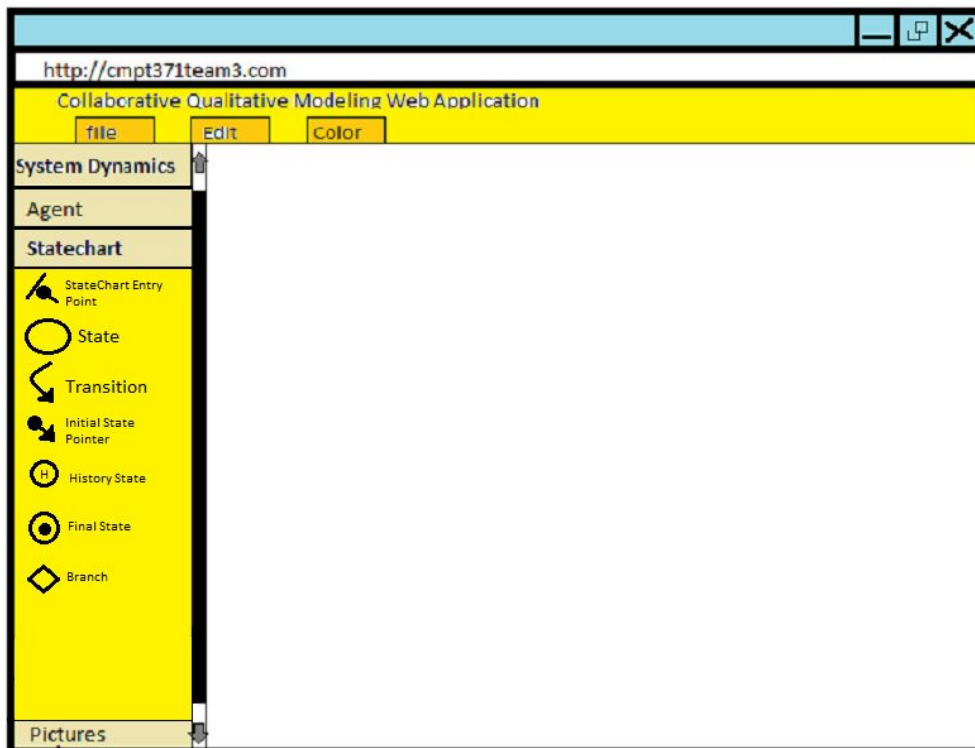 http://cmpt371team3.com
Collaborative Qualitative Modeling Web Application
file
Edit
Color
System Dynamics
Agent
Statechart
StateChart Entry
Point
State
Transition
Initial State
Pointer
H
History State
Final State
Branch
Pictures